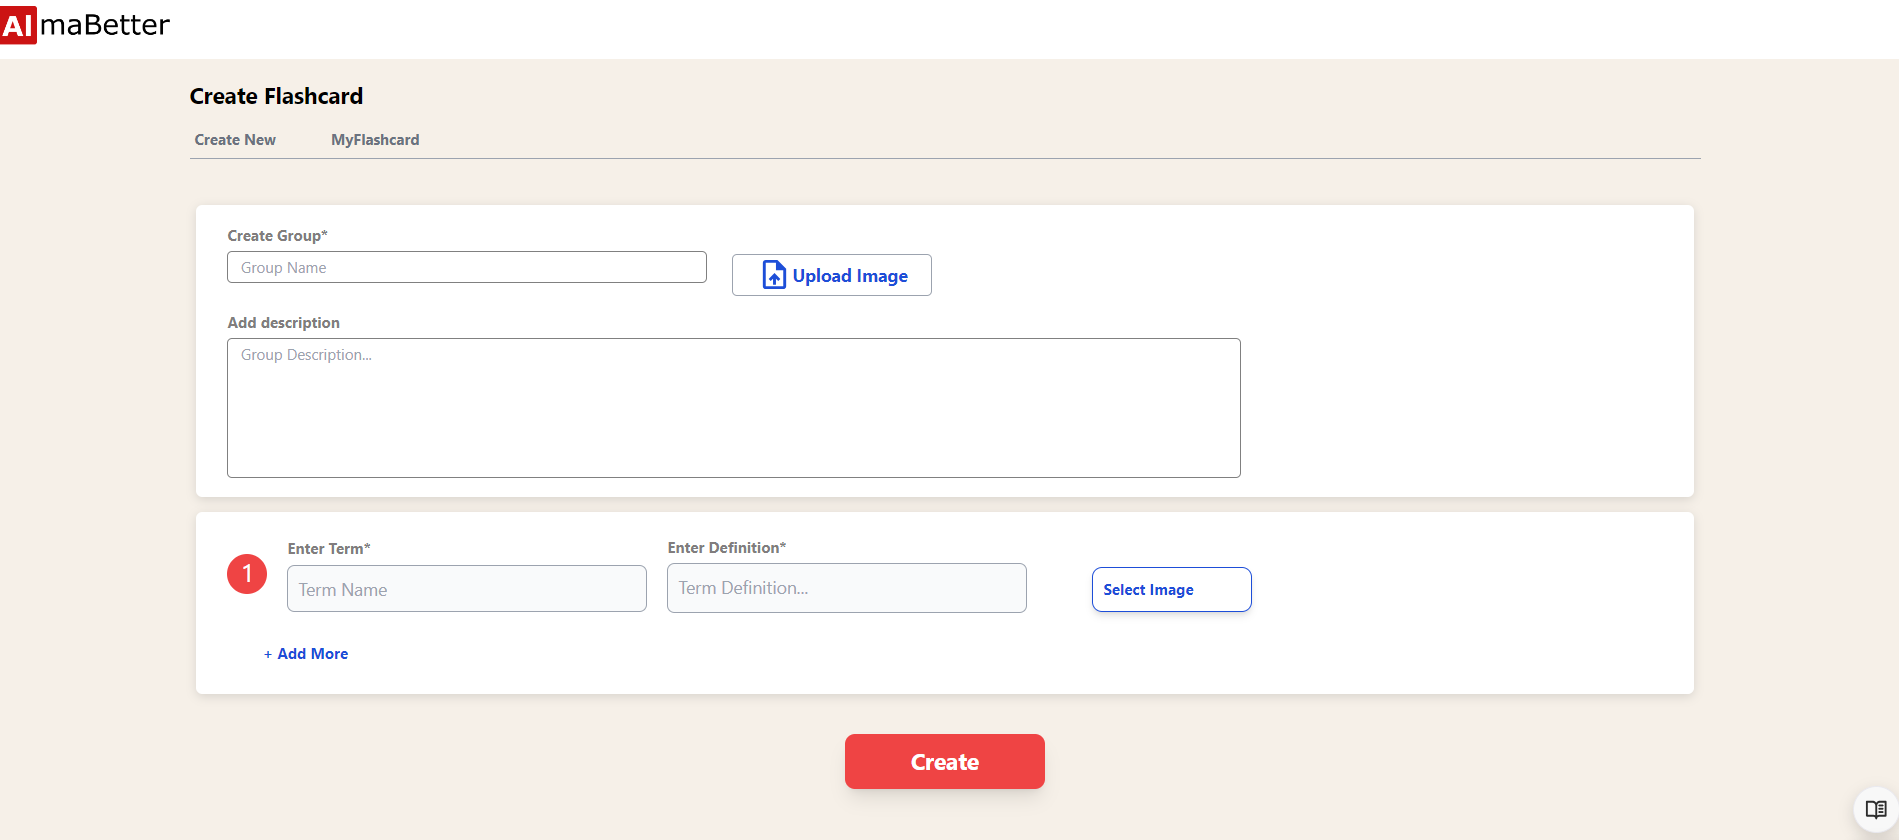 AlmaBetter
Create Flashcard
Create New MyFlashcard
Create Group*
Group Name
Upload Image
Add description
Group Description...
1
Enter Term* Enter Definition*
Term Name Term Definition... Select Image
+ Add More
Create